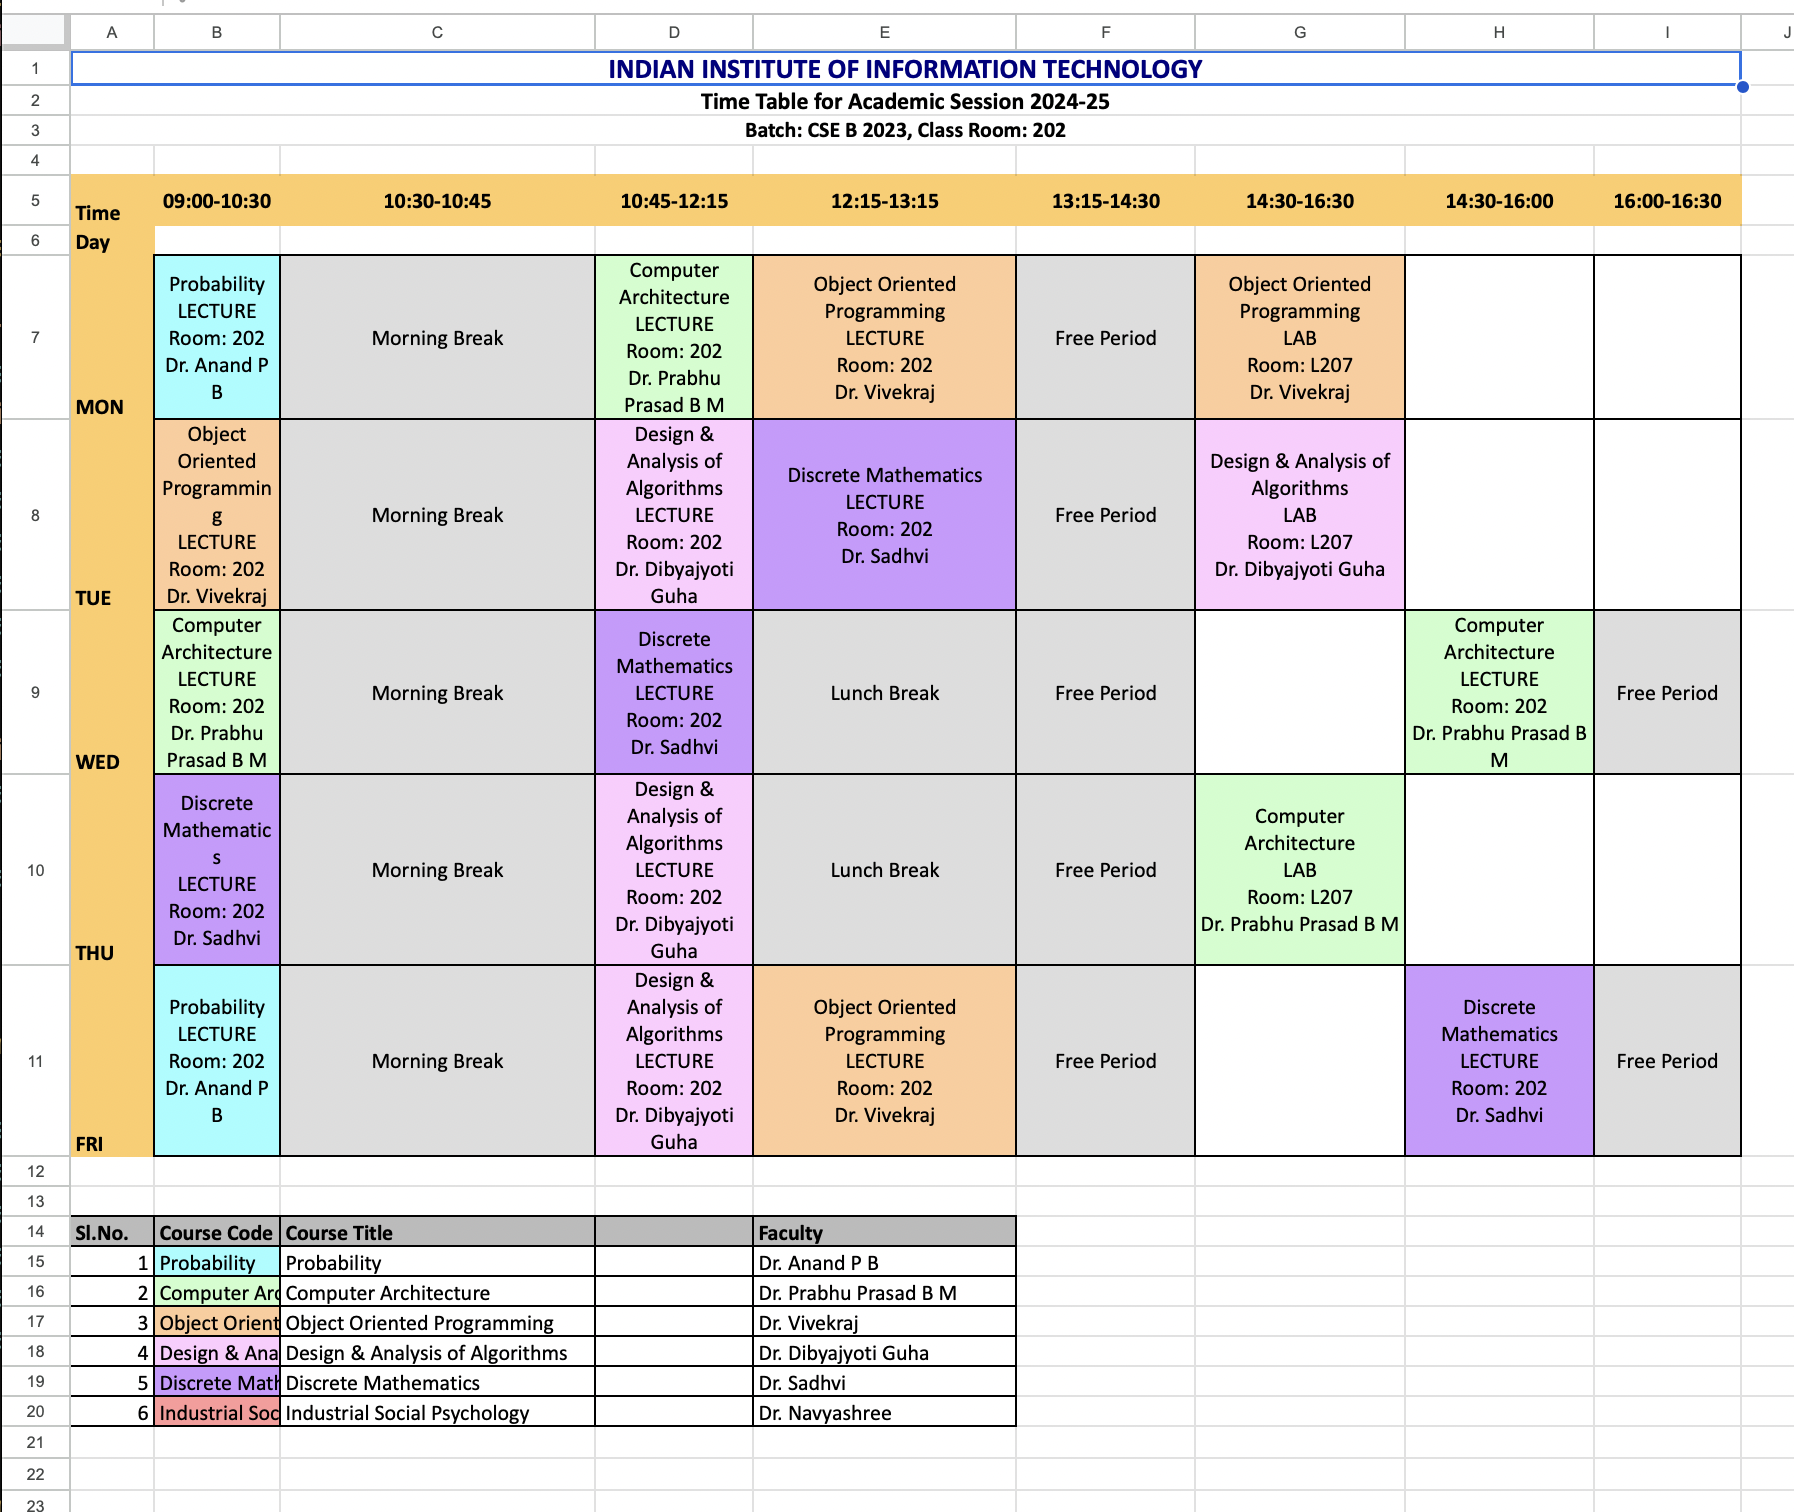 A B C D E F G H I J
1 INDIAN INSTITUTE OF INFORMATION TECHNOLOGY
2 Time Table for Academic Session 2024-25
3 Batch: CSE B 2023, Class Room: 202
4
5 Time 09:00-10:30 10:30-10:45 10:45-12:15 12:15-13:15 13:15-14:30 14:30-16:30 14:30-16:00 16:00-16:30
6 Day
7
MON
Probability
LECTURE
Room: 202
Dr. Anand P
B
Morning Break
Computer
Architecture
LECTURE
Room: 202
Dr. Prabhu
Prasad B M
Object Oriented
Programming
LECTURE
Room: 202
Dr. Vivekraj
Free Period
Object Oriented
Programming
LAB
Room: L207
Dr. Vivekraj
8
TUE
Object
Oriented
Programmin
g
LECTURE
Room: 202
Dr. Vivekraj
Morning Break
Design &
Analysis of
Algorithms
LECTURE
Room: 202
Dr. Dibyajyoti
Guha
Discrete Mathematics
LECTURE
Room: 202
Dr. Sadhvi
Free Period
Design & Analysis of
Algorithms
LAB
Room: L207
Dr. Dibyajyoti Guha
9
WED
Computer
Architecture
LECTURE
Room: 202
Dr. Prabhu
Prasad B M
Morning Break
Discrete
Mathematics
LECTURE
Room: 202
Dr. Sadhvi
Lunch Break
Free Period
Computer
Architecture
LECTURE
Room: 202
Dr. Prabhu Prasad B
M
Free Period
10
THU
Discrete
Mathematic
s
LECTURE
Room: 202
Dr. Sadhvi
Morning Break
Design &
Analysis of
Algorithms
LECTURE
Room: 202
Dr. Dibyajyoti
Guha
Lunch Break
Free Period
Computer
Architecture
LAB
Room: L207
Dr. Prabhu Prasad B M
11
FRI
Probability
LECTURE
Room: 202
Dr. Anand P
B
Morning Break
Design &
Analysis of
Algorithms
LECTURE
Room: 202
Dr. Dibyajyoti
Guha
Object Oriented
Programming
LECTURE
Room: 202
Dr. Vivekraj
Free Period
Discrete
Mathematics
LECTURE
Room: 202
Dr. Sadhvi
Free Period
12
13
14 Sl.No. Course Code Course Title Faculty
15 1 Probability Probability Dr. Anand P B
16 2 Computer Arc Computer Architecture Dr. Prabhu Prasad B M
17 3 Object Orient Object Oriented Programming Dr. Vivekraj
18 4 Design & Ana Design & Analysis of Algorithms Dr. Dibyajyoti Guha
19 5 Discrete Math Discrete Mathematics Dr. Sadhvi
20 6 Industrial Soc Industrial Social Psychology Dr. Navyashree
21
22
23